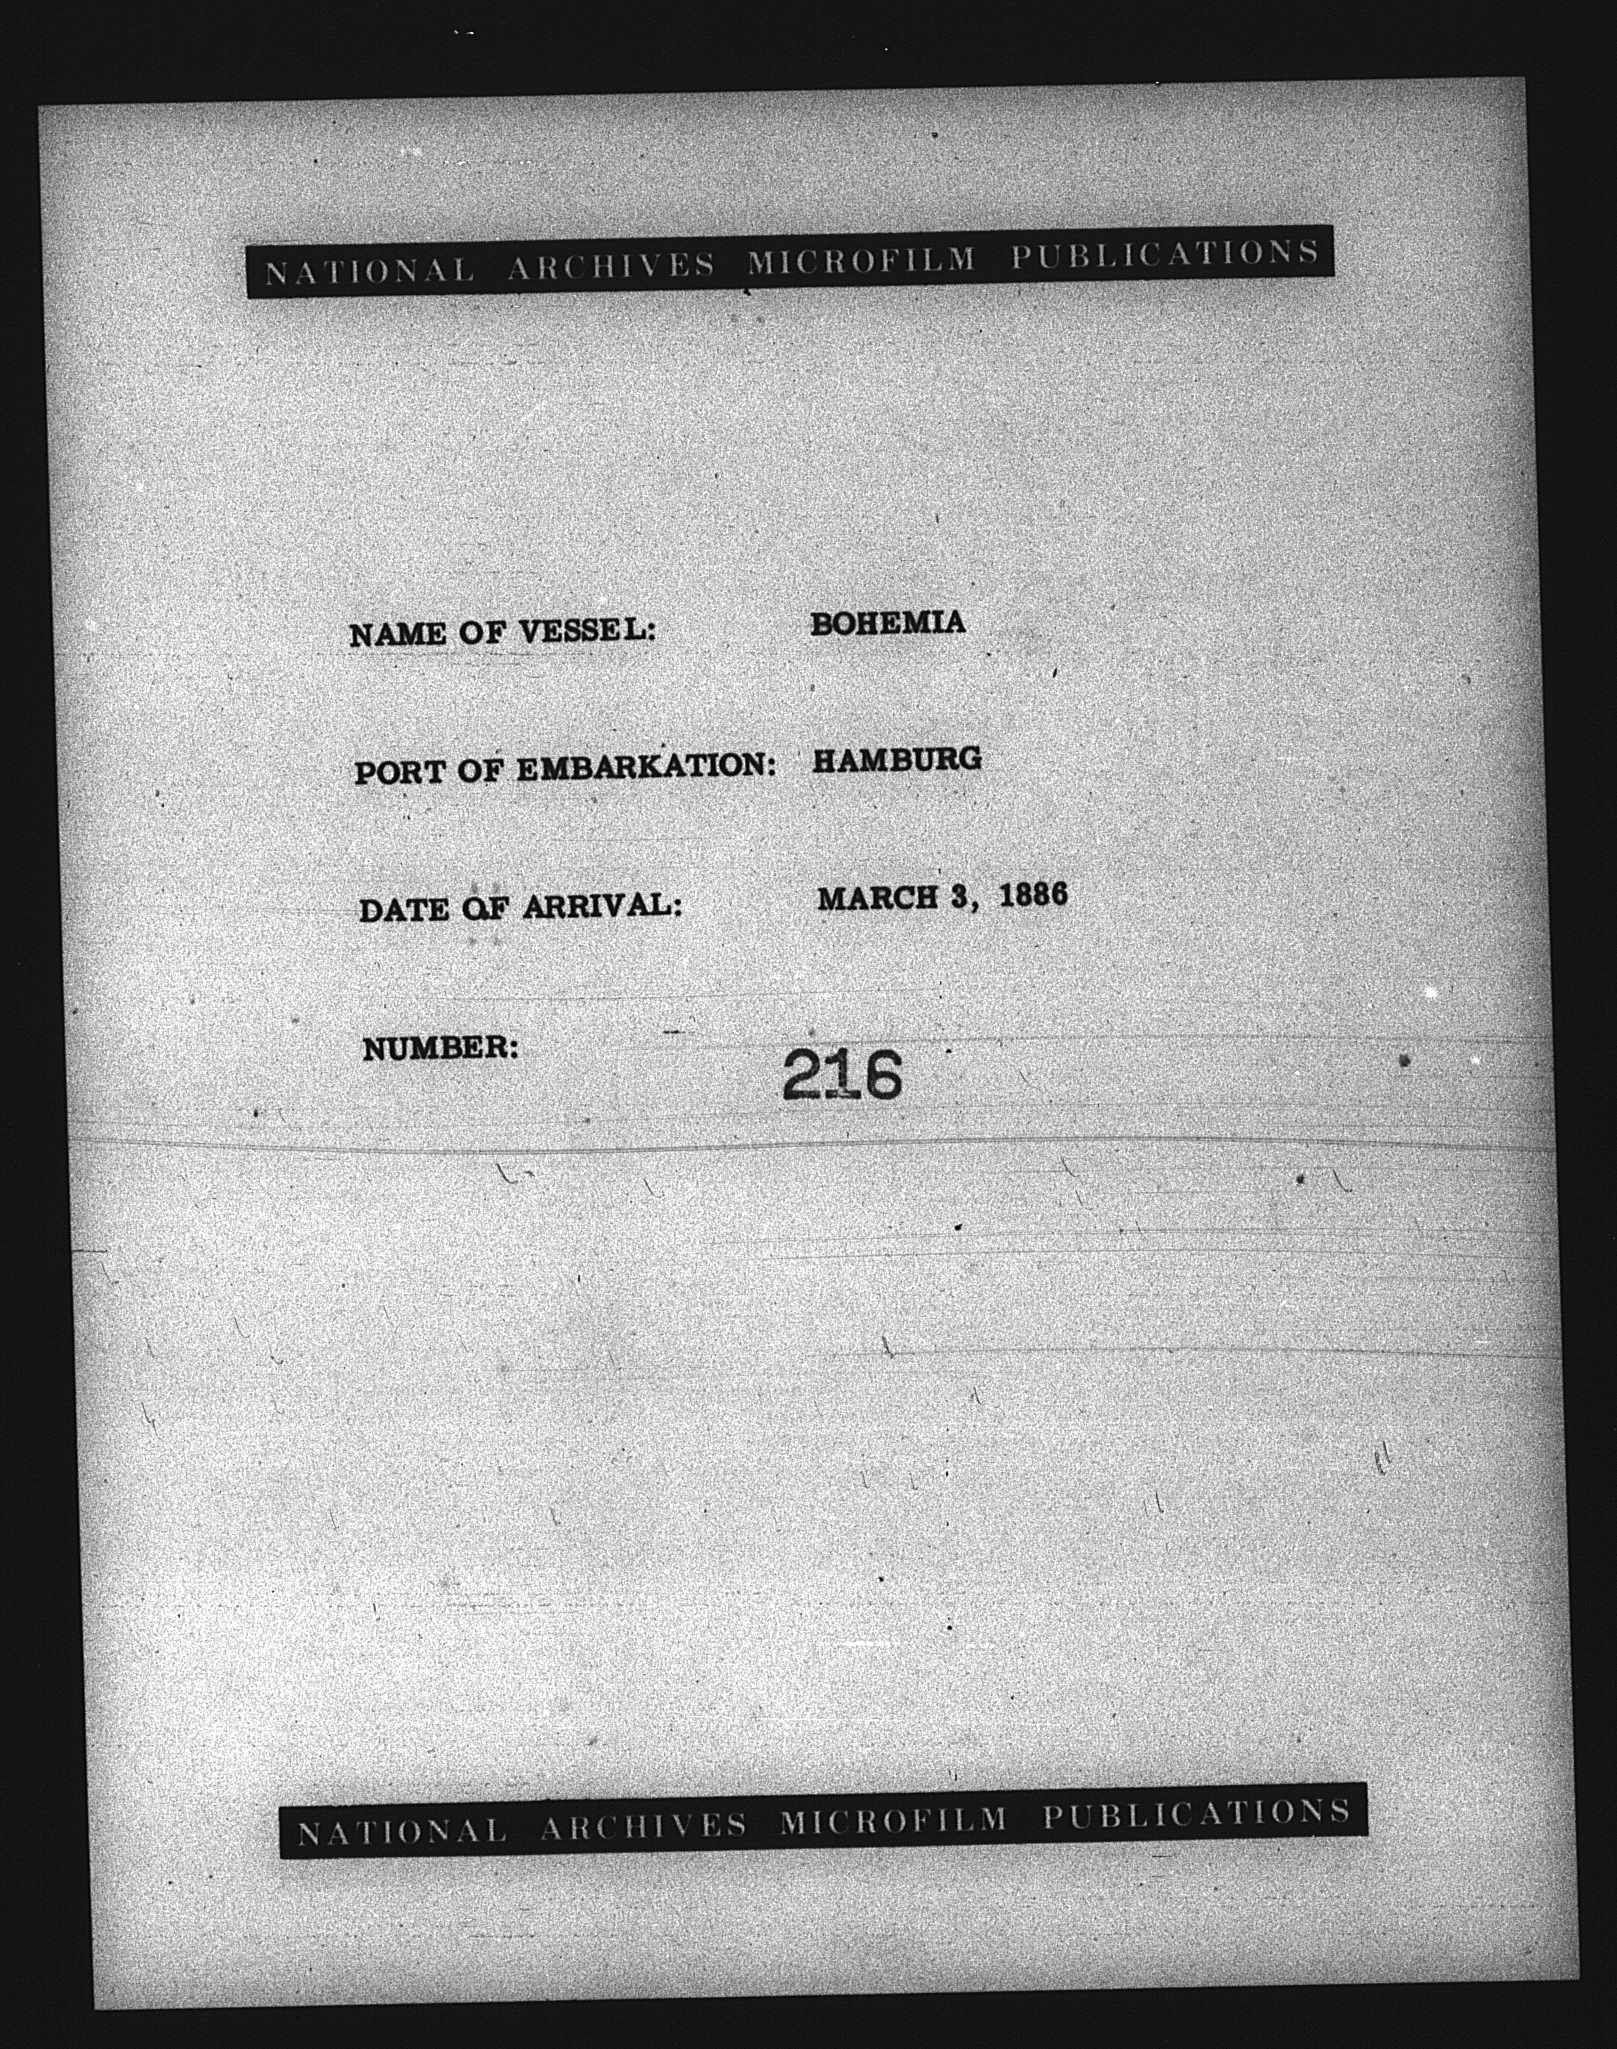 NATIONAL ARCHIVES MICROFILM PUBLICATIONS
NAME OF VESSEL: BOHEMIA
PORT OF EMBARKATION: HAMBURG
DATE OF ARRIVAL: MARCH 3, 1886
NUMBER: 216
NATIONAL ARCHIVES MICROFILM PUBLICATIONS